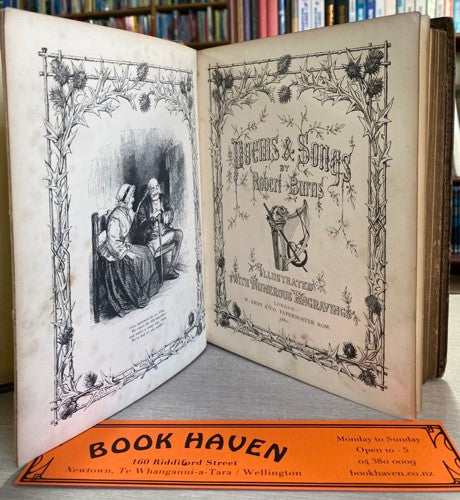 Poems & Songs
BY
Robert Burns
ILLUSTRATED
WITH NUMEROUS ENGRAVINGS
LONDON
W. KENT & CO. PATERNOSTER ROW.
BOOK HAVEN
160 Riddiford Street
Newtown, Te Whanganui-a-Tara / Wellington
Monday to Sunday
Open 10 - 5
04 380 0009
bookhaven.co.nz